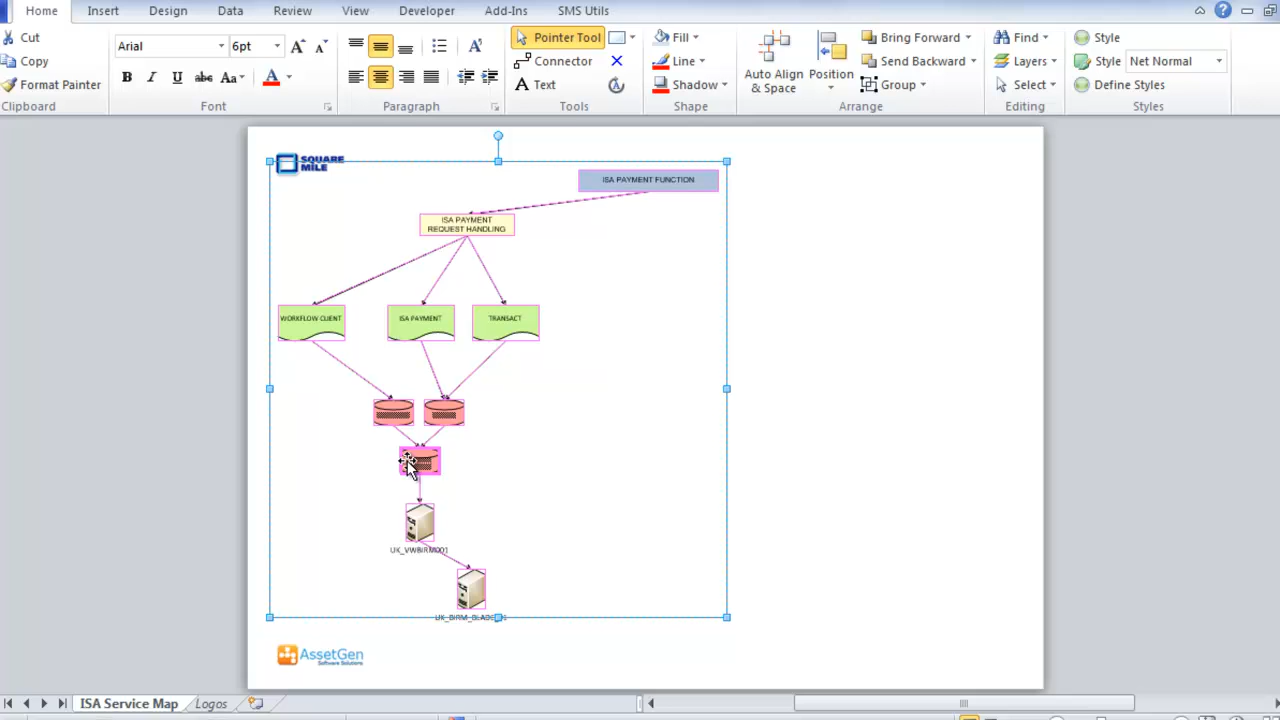 Home Insert Design Data Review View Developer Add-Ins SMS Utils
Cut
Copy
Format Painter
Clipboard
Arial 6pt
Font
Paragraph
Pointer Tool
Connector
Text
Tools
Fill
Line
Shadow
Shape
Auto Align
& Space
Position
Bring Forward
Send Backward
Group
Arrange
Find
Layers
Select
Editing
Style
Style Net Normal
Define Styles
Styles
SQUARE
MILE
ISA PAYMENT FUNCTION
ISA PAYMENT
REQUEST HANDLING
WORKFLOW CLIENT ISA PAYMENT TRANSACT
AssetGen
Software Solutions
ISA Service Map Logos